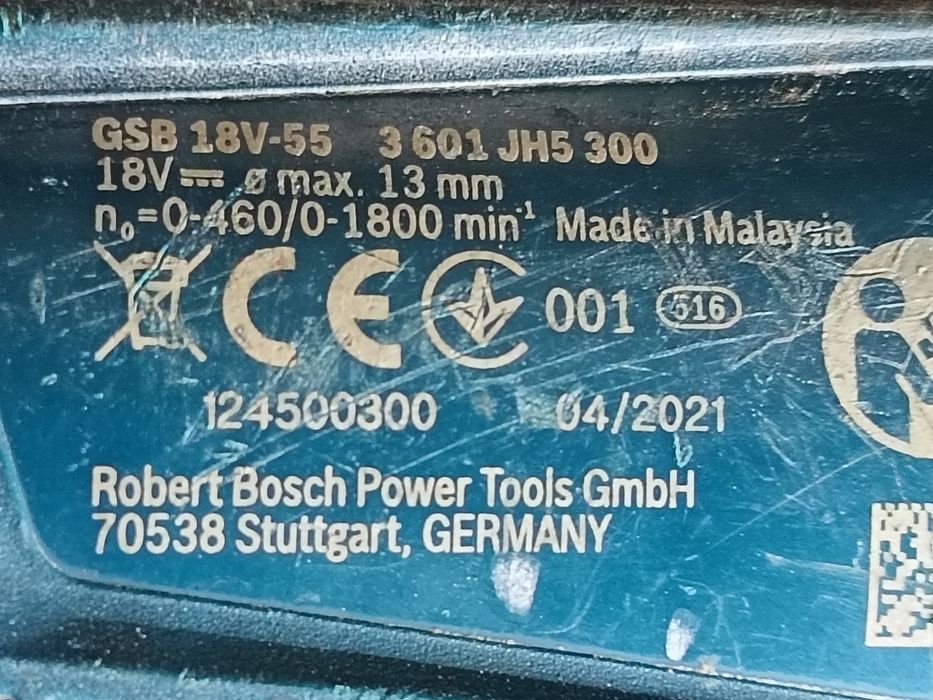 GSB 18V-55 3 601 JH5 300
18V⎓ ø max. 13 mm
n₀=0-460/0-1800 min⁻¹ Made in Malaysia
CE 001 516
124500300 04/2021
Robert Bosch Power Tools GmbH
70538 Stuttgart, GERMANY